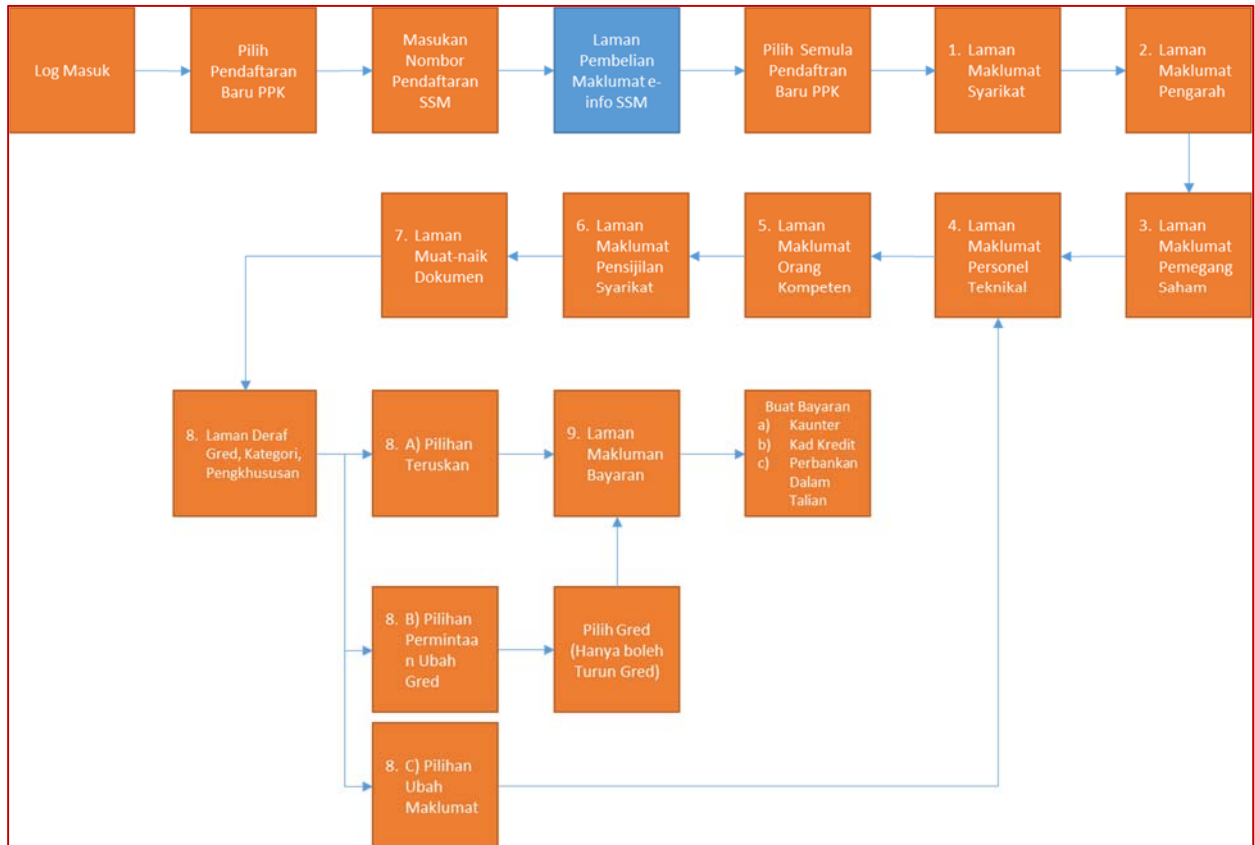 Log Masuk
Pilih
Pendaftaran
Baru PPK
Masukan
Nombor
Pendaftaran
SSM
Laman
Pembelian
Maklumat e-
info SSM
Pilih Semula
Pendaftran
Baru PPK
1. Laman
Maklumat
Syarikat
2. Laman
Maklumat
Pengarah
3. Laman
Maklumat
Pemegang
Saham
4. Laman
Maklumat
Personel
Teknikal
5. Laman
Maklumat
Orang
Kompeten
6. Laman
Maklumat
Pensijilan
Syarikat
7. Laman
Muat-naik
Dokumen
8. Laman Deraf
Gred, Kategori,
Pengkhususan
8. A) Pilihan
Teruskan
9. Laman
Makluman
Bayaran
Buat Bayaran
a) Kaunter
b) Kad Kredit
c) Perbankan
Dalam
Talian
8. B) Pilihan
Permintaa
n Ubah
Gred
Pilih Gred
(Hanya boleh
Turun Gred)
8. C) Pilihan
Ubah
Maklumat